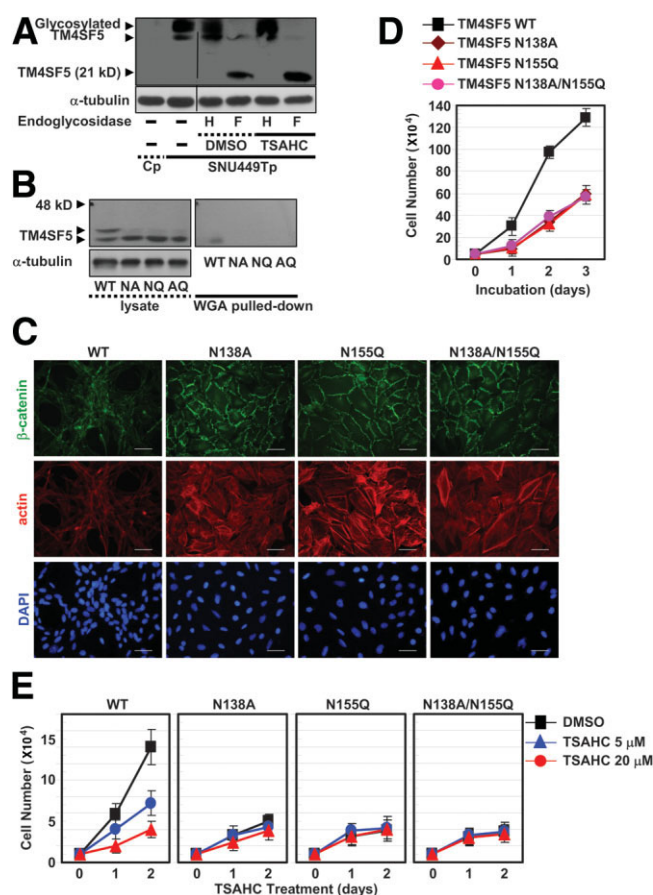 A
Glycosylated
TM4SF5
TM4SF5 (21 kD)
α-tubulin
Endoglycosidase – – H F H F
DMSO TSAHC
Cp SNU449Tp
B
48 kD
TM4SF5
α-tubulin
WT NA NQ AQ WT NA NQ AQ
lysate WGA pulled-down
D
TM4SF5 WT
TM4SF5 N138A
TM4SF5 N155Q
TM4SF5 N138A/N155Q
Cell Number (X10⁴)
140
120
100
80
60
40
20
0
0 1 2 3
Incubation (days)
C
WT N138A N155Q N138A/N155Q
β-catenin
actin
DAPI
E
WT N138A N155Q N138A/N155Q
Cell Number (X10⁴)
15
10
5
0
0 1 2 0 1 2 0 1 2 0 1 2
TSAHC Treatment (days)
DMSO
TSAHC 5 μM
TSAHC 20 μM